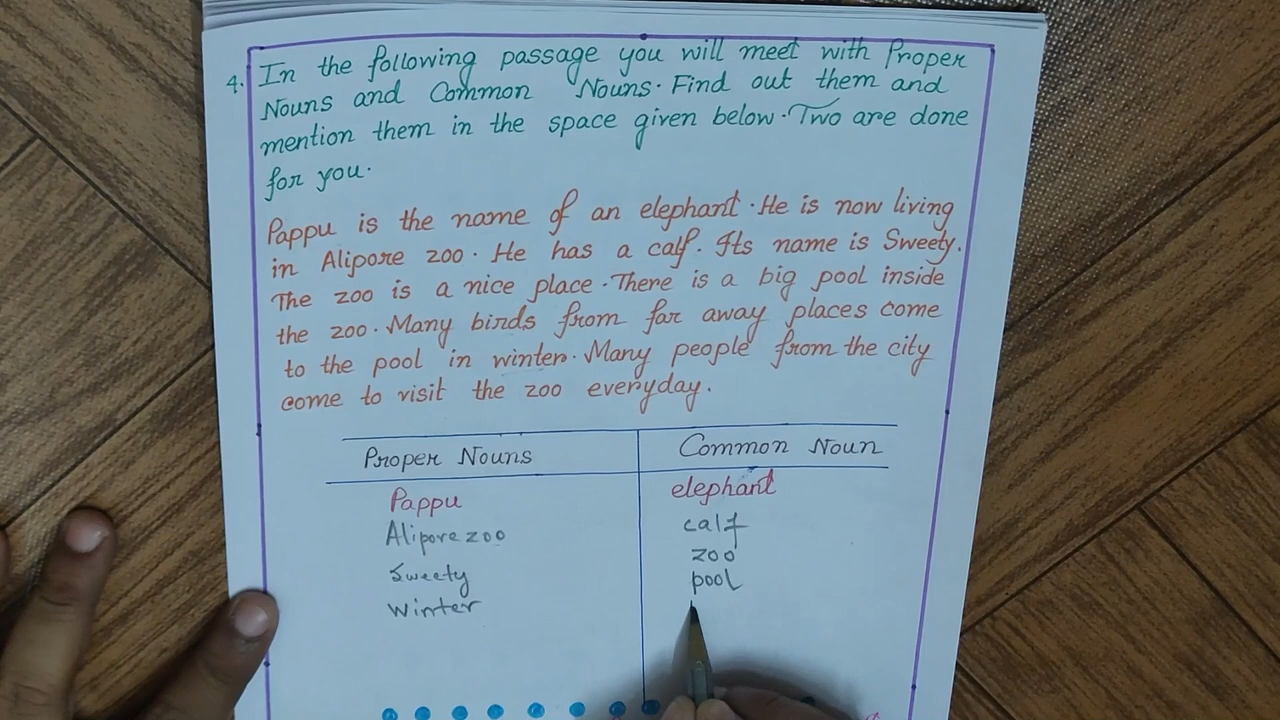 4. In the following passage you will meet with Proper
Nouns and Common Nouns. Find out them and
mention them in the space given below. Two are done
for you.
Pappu is the name of an elephant. He is now living
in Alipore zoo. He has a calf. Its name is Sweety.
The zoo is a nice place. There is a big pool inside
the zoo. Many birds from far away places come
to the pool in winter. Many people from the city
come to visit the zoo everyday.
Proper Nouns Common Noun
Pappu elephant
Alipore zoo calf
Sweety zoo
Winter pool